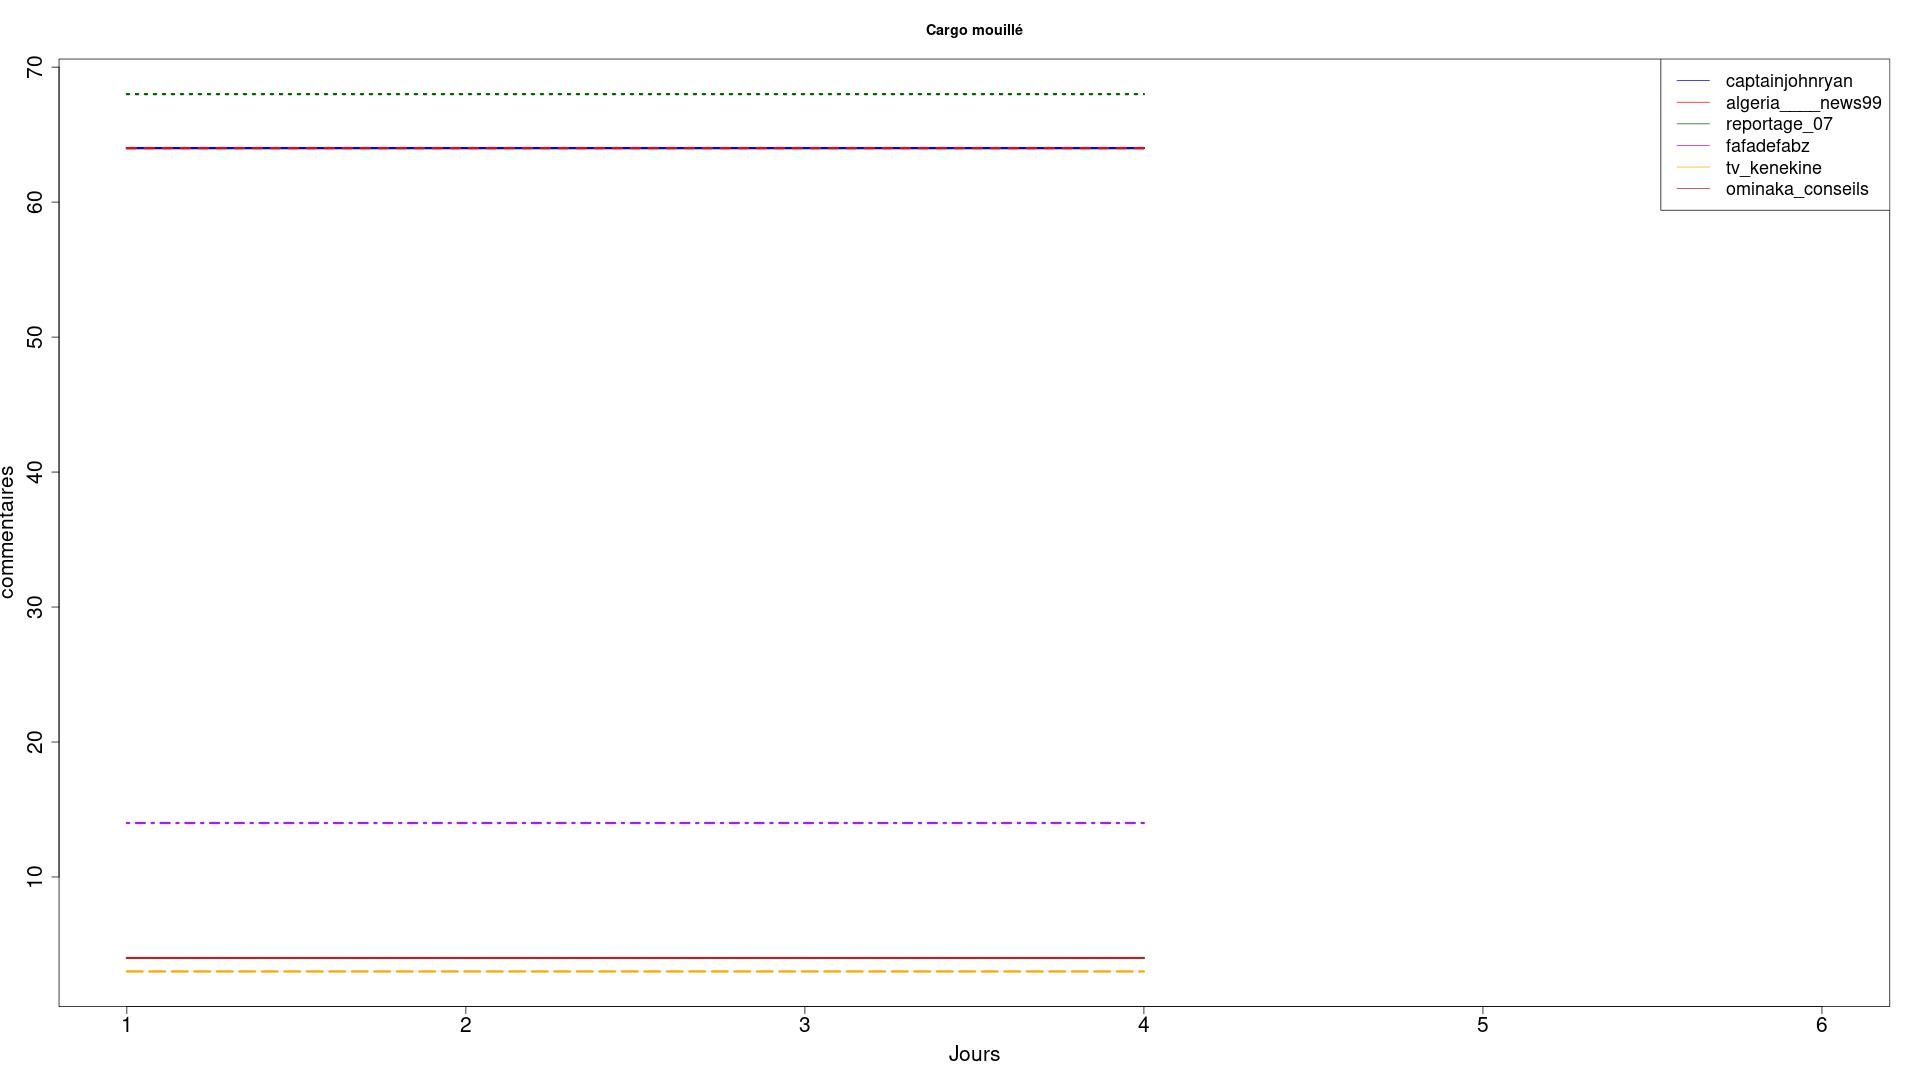 Cargo mouillé
captainjohnryan
algeria____news99
reportage_07
fafadefabz
tv_kenekine
ominaka_conseils
70
60
50
40
30
20
10
commentaires
1 2 3 4 5 6
Jours